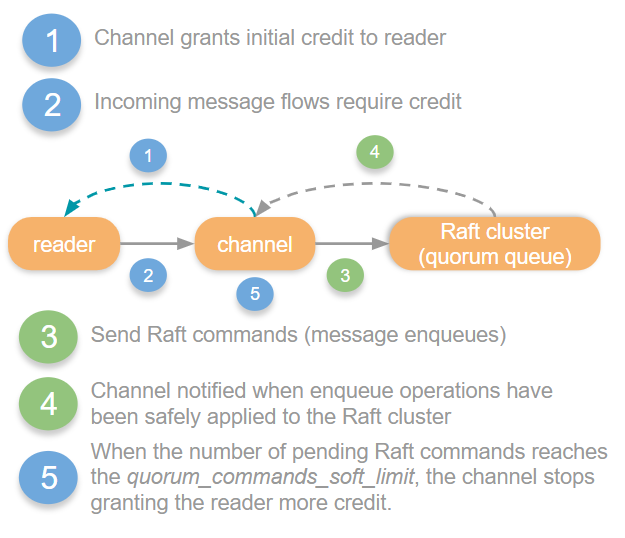 1 Channel grants initial credit to reader
2 Incoming message flows require credit
1
4
reader
channel
Raft cluster
(quorum queue)
2
5
3
3 Send Raft commands (message enqueues)
4 Channel notified when enqueue operations have
been safely applied to the Raft cluster
5 When the number of pending Raft commands reaches
the quorum_commands_soft_limit, the channel stops
granting the reader more credit.